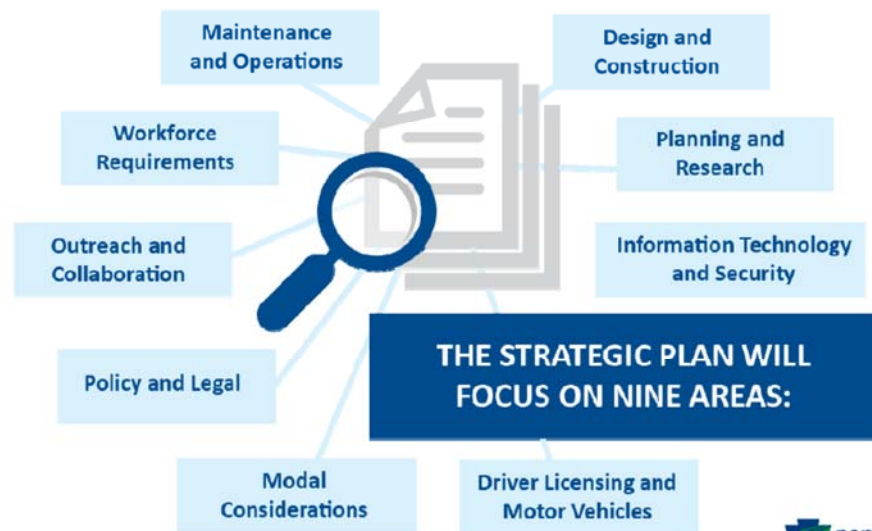 Maintenance
and Operations
Design and
Construction
Workforce
Requirements
Planning and
Research
Outreach and
Collaboration
Information Technology
and Security
THE STRATEGIC PLAN WILL
FOCUS ON NINE AREAS:
Policy and Legal
Modal
Considerations
Driver Licensing and
Motor Vehicles